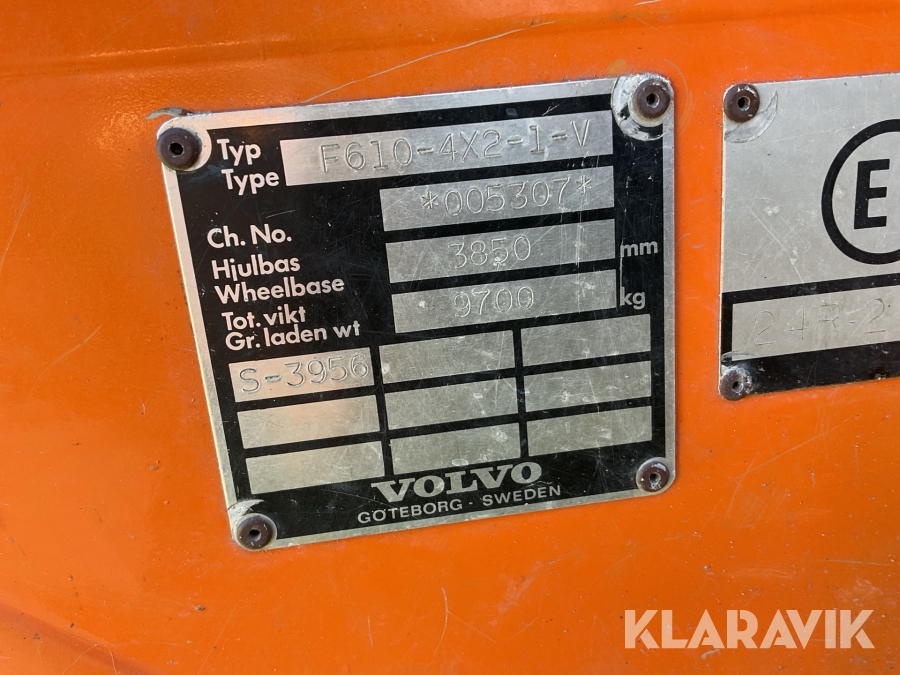 Typ
Type
F610-4X2-1-V
Ch. No.
*005307*
Hjulbas
Wheelbase
3850
mm
Tot. vikt
Gr. laden wt
9700
kg
S-3956
VOLVO
GÖTEBORG - SWEDEN
E
24R-2
KLARAVIK